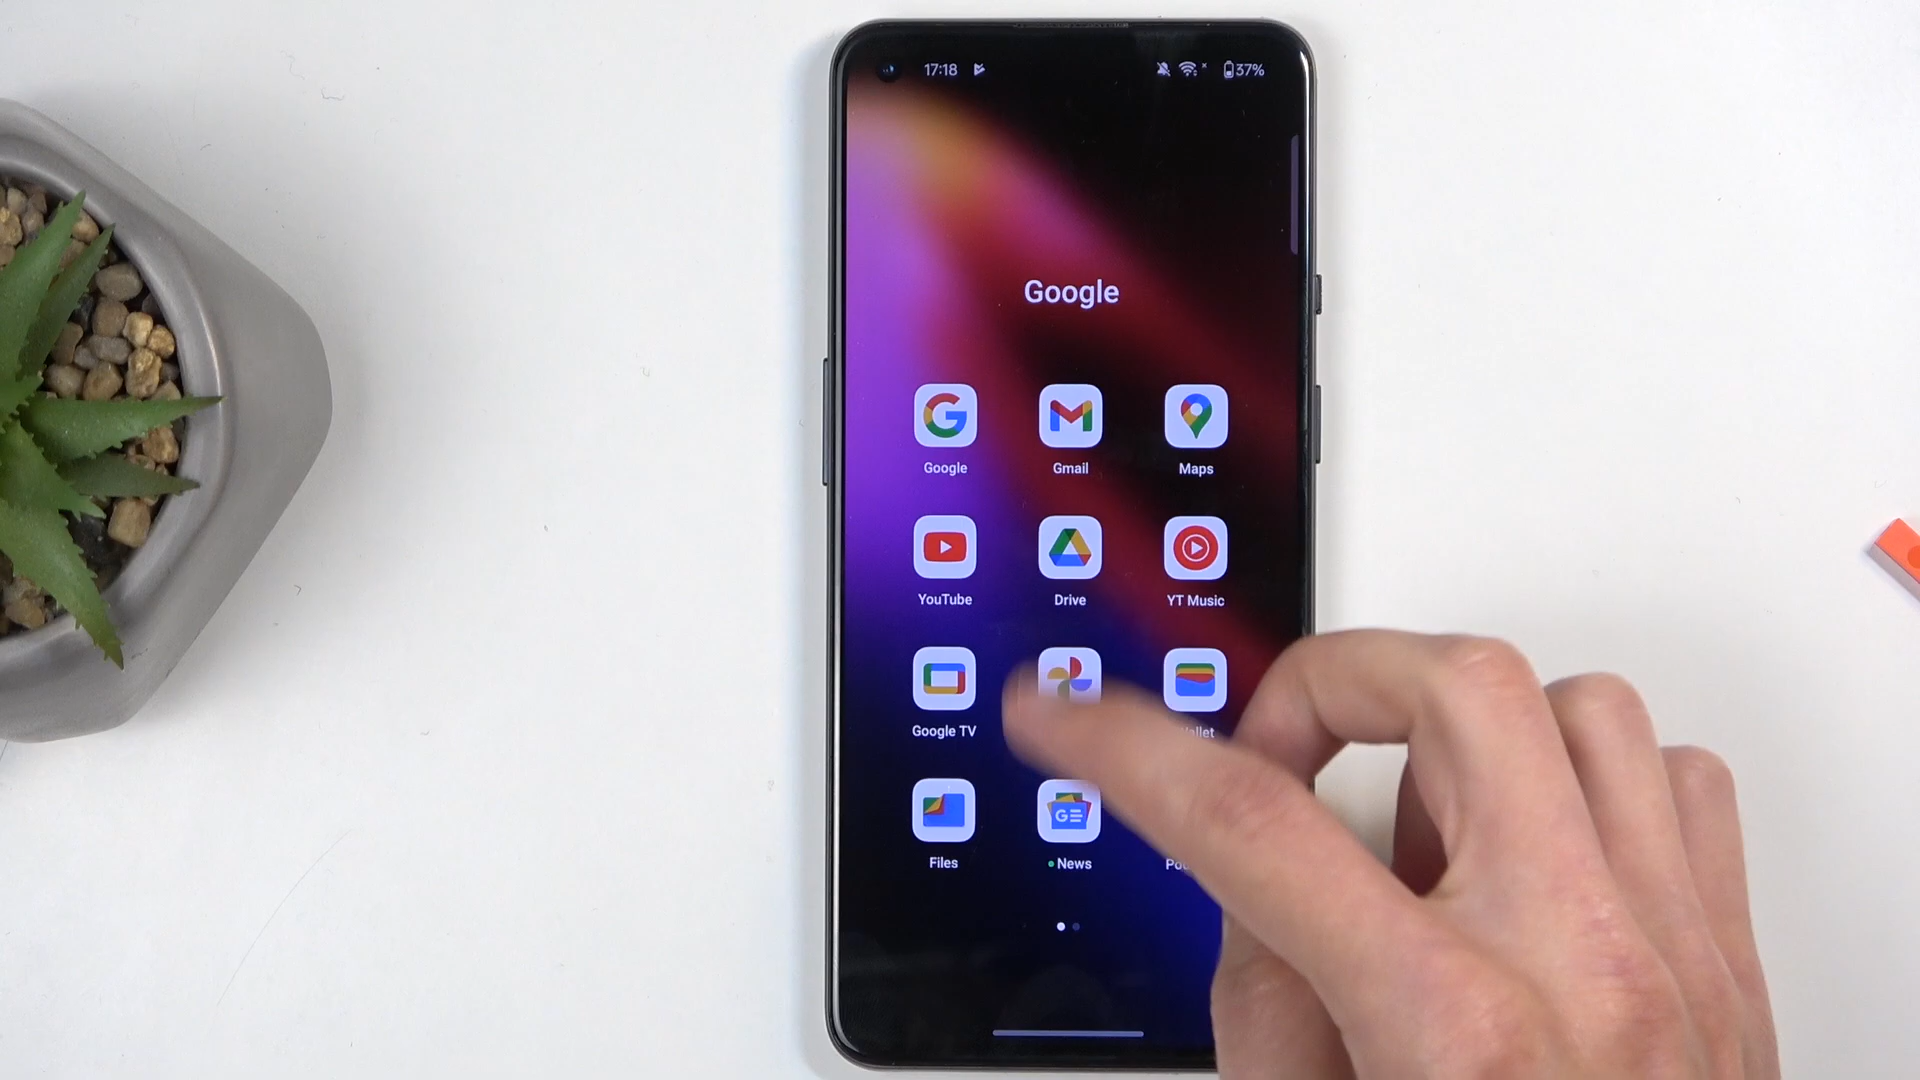 17:18 37%
Google
Google Gmail Maps
YouTube Drive YT Music
Google TV
Files News